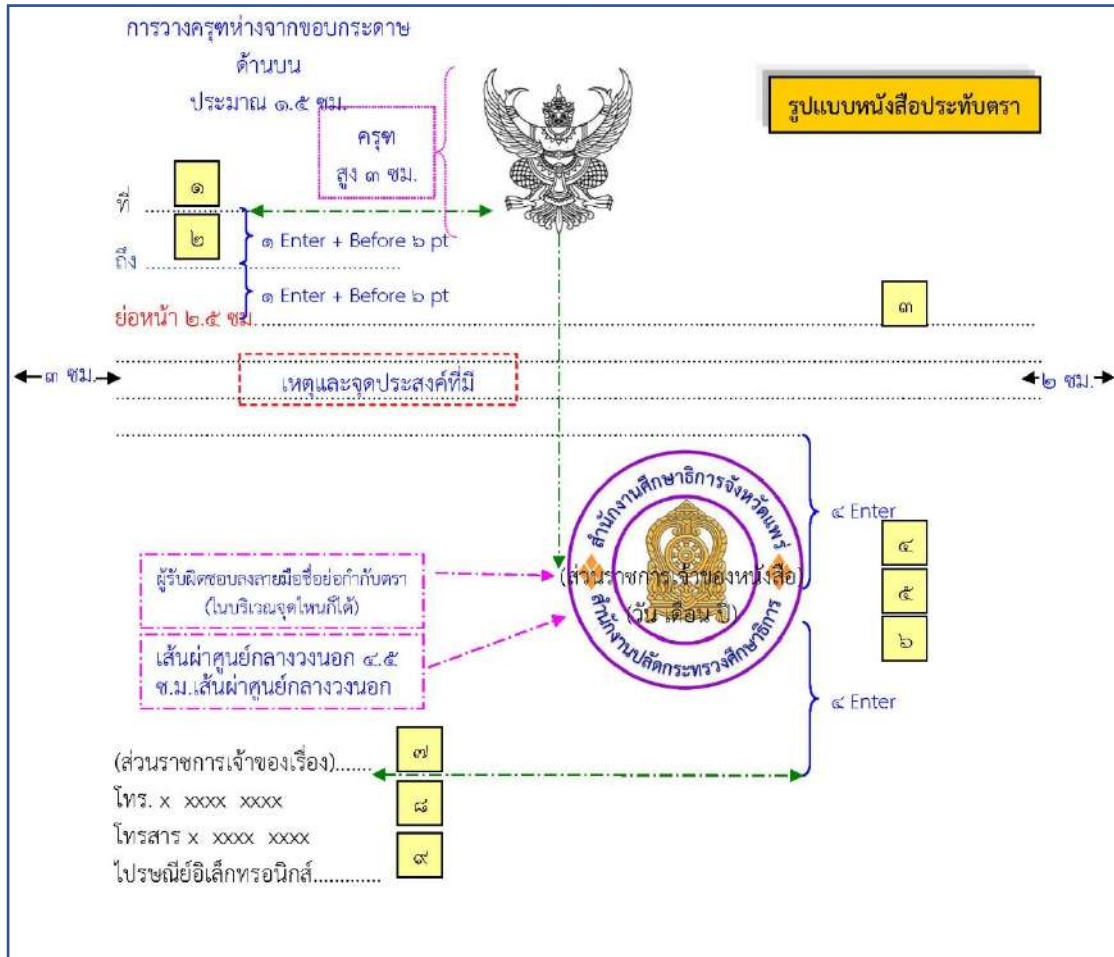 การวางครุฑห่างจากขอบกระดาษ
ด้านบน
ประมาณ ๑.๕ ซม.
ครุฑ
สูง ๓ ซม.
รูปแบบหนังสือประทับตรา
ที่
๑
ถึง
๒
๑ Enter + Before ๖ pt
๑ Enter + Before ๖ pt
ย่อหน้า ๒.๕ ซม.
๓
๓ ซม.
เหตุและจุดประสงค์ที่มี
๒ ซม.
สำนักงานศึกษาธิการจังหวัดแพร่
สำนักงานปลัดกระทรวงศึกษาธิการ
(ส่วนราชการเจ้าของหนังสือ)
(วัน เดือน ปี)
๔ Enter
๔
๕
๖
ผู้รับผิดชอบลงลายมือชื่อย่อกำกับตรา
(ในบริเวณจุดไหนก็ได้)
เส้นผ่าศูนย์กลางวงนอก ๔.๕
ซ.ม.เส้นผ่าศูนย์กลางวงนอก
๔ Enter
(ส่วนราชการเจ้าของเรื่อง).......
๗
โทร. x xxxx xxxx
๘
โทรสาร x xxxx xxxx
๙
ไปรษณีย์อิเล็กทรอนิกส์.............